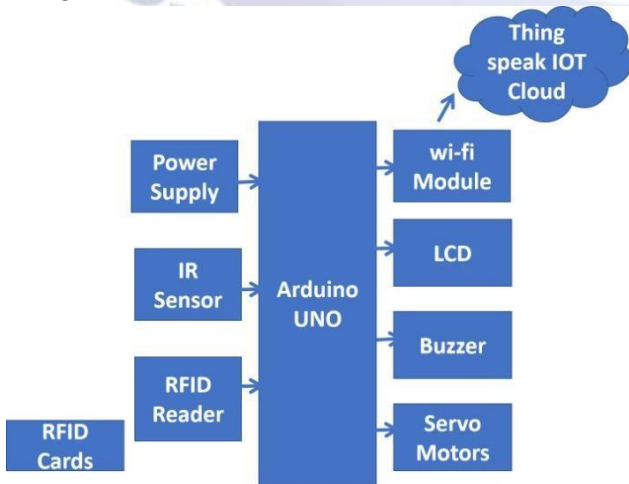 Thing
speak IOT
Cloud
Power
Supply
wi-fi
Module
IR
Sensor
Arduino
UNO
LCD
RFID
Reader
Buzzer
RFID
Cards
Servo
Motors